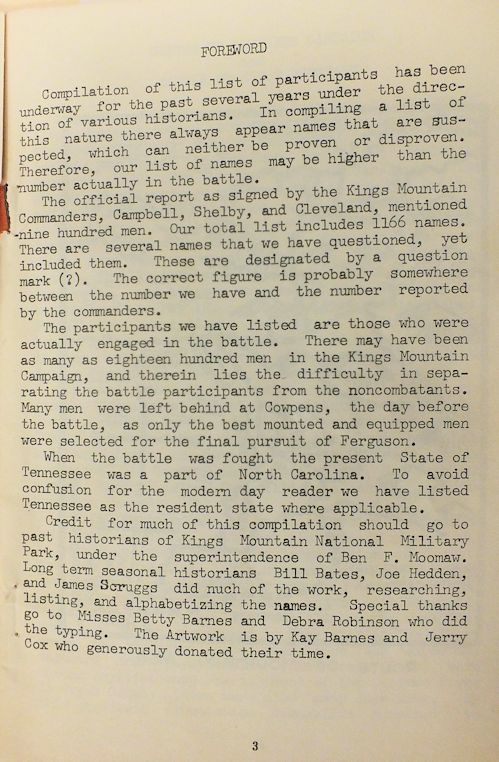 FOREWORD
Compilation of this list of participants has been
underway for the past several years under the direc-
tion of various historians. In compiling a list of
this nature there always appear names that are sus-
pected, which can neither be proven or disproven.
Therefore, our list of names may be higher than the
number actually in the battle.
The official report as signed by the Kings Mountain
Commanders, Campbell, Shelby, and Cleveland, mentioned
nine hundred men. Our total list includes 1166 names.
There are several names that we have questioned, yet
included them. These are designated by a question
mark (?). The correct figure is probably somewhere
between the number we have and the number reported
by the commanders.
The participants we have listed are those who were
actually engaged in the battle. There may have been
as many as eighteen hundred men in the Kings Mountain
Campaign, and therein lies the difficulty in sepa-
rating the battle participants from the noncombatants.
Many men were left behind at Cowpens, the day before
the battle, as only the best mounted and equipped men
were selected for the final pursuit of Ferguson.
When the battle was fought the present State of
Tennessee was a part of North Carolina. To avoid
confusion for the modern day reader we have listed
Tennessee as the resident state where applicable.
Credit for much of this compilation should go to
past historians of Kings Mountain National Military
Park, under the superintendence of Ben F. Moomaw.
Long term seasonal historians Bill Bates, Joe Hedden,
and James Scruggs did nuch of the work, researching,
listing, and alphabetizing the names. Special thanks
go to Misses Betty Barnes and Debra Robinson who did
the typing. The Artwork is by Kay Barnes and Jerry
Cox who generously donated their time.
3